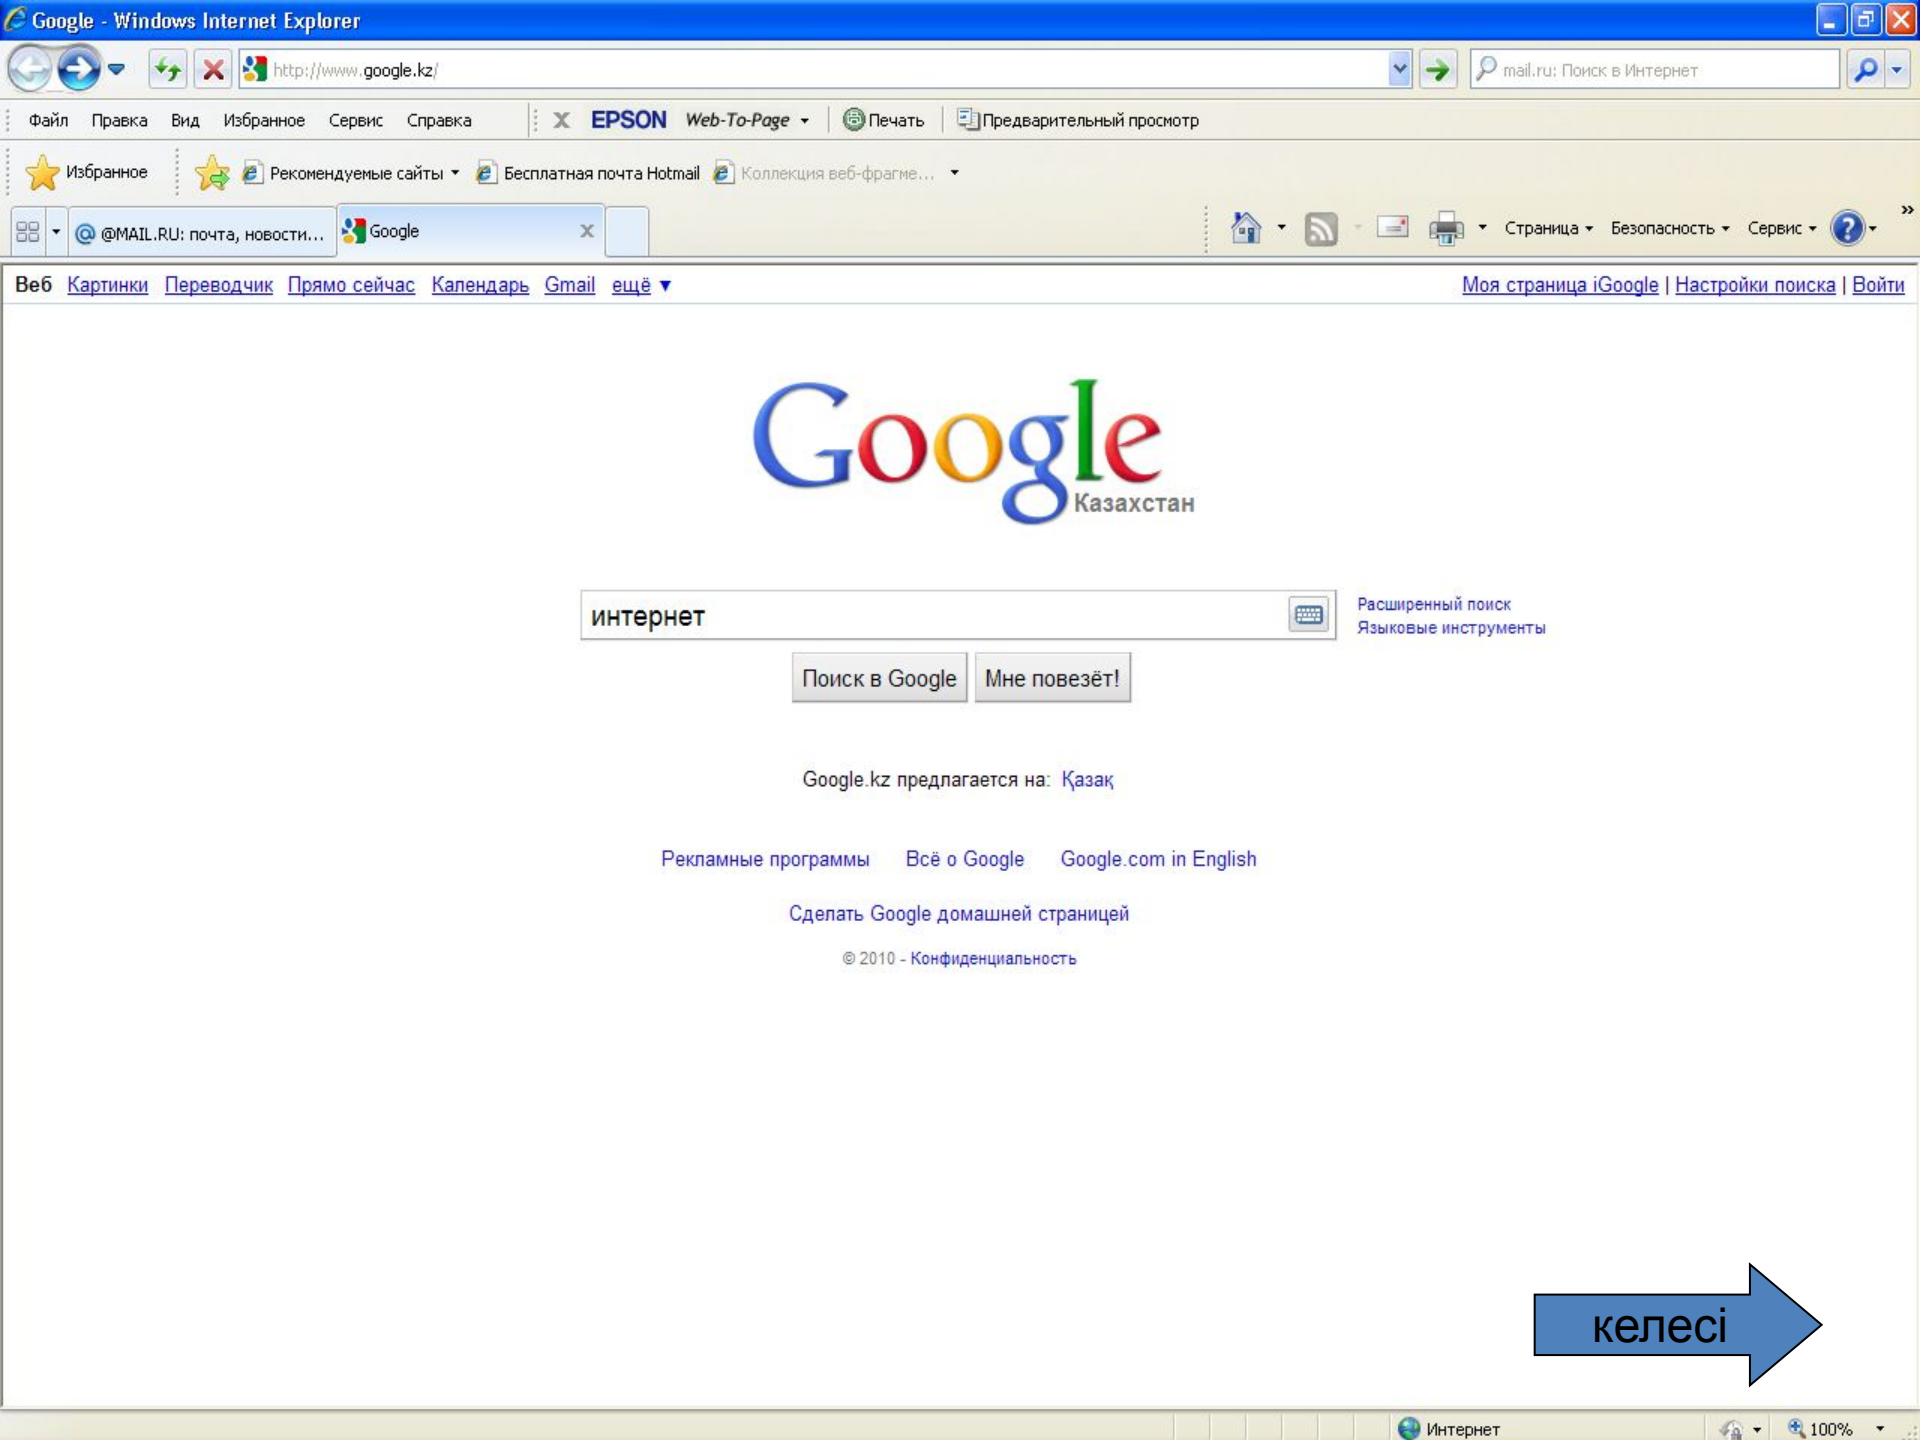 Google - Windows Internet Explorer
http://www.google.kz/
mail.ru: Поиск в Интернет
Файл Правка Вид Избранное Сервис Справка X EPSON Web-To-Page Печать Предварительный просмотр
Избранное Рекомендуемые сайты Бесплатная почта Hotmail Коллекция веб-фрагме...
@MAIL.RU: почта, новости... Google X Страница Безопасность Сервис »
Веб Картинки Переводчик Прямо сейчас Календарь Gmail ещё ▼ Моя страница iGoogle | Настройки поиска | Войти
Google
Казахстан
интернет
Расширенный поиск
Языковые инструменты
Поиск в Google Мне повезёт!
Google.kz предлагается на: Қазақ
Рекламные программы Всё о Google Google.com in English
Сделать Google домашней страницей
© 2010 - Конфиденциальность
келесі
Интернет 100%